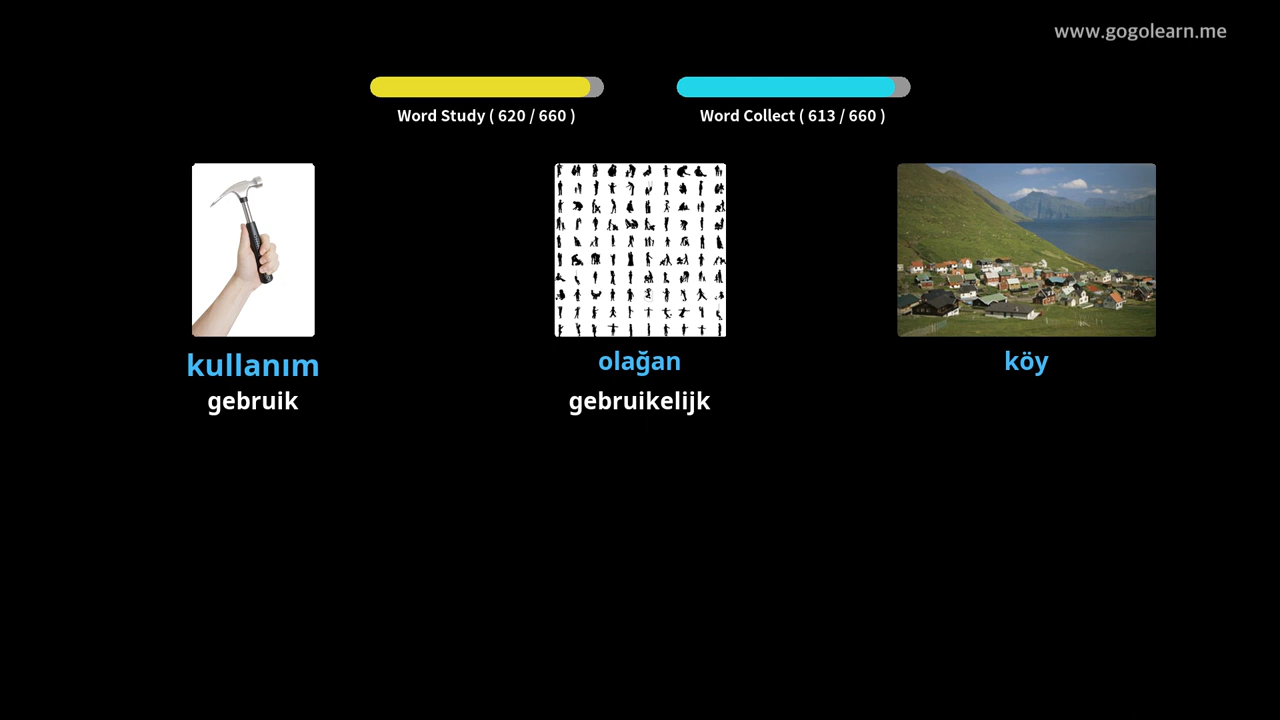 www.gogolearn.me
Word Study ( 620 / 660 )
Word Collect ( 613 / 660 )
kullanım
gebruik
olağan
gebruikelijk
köy